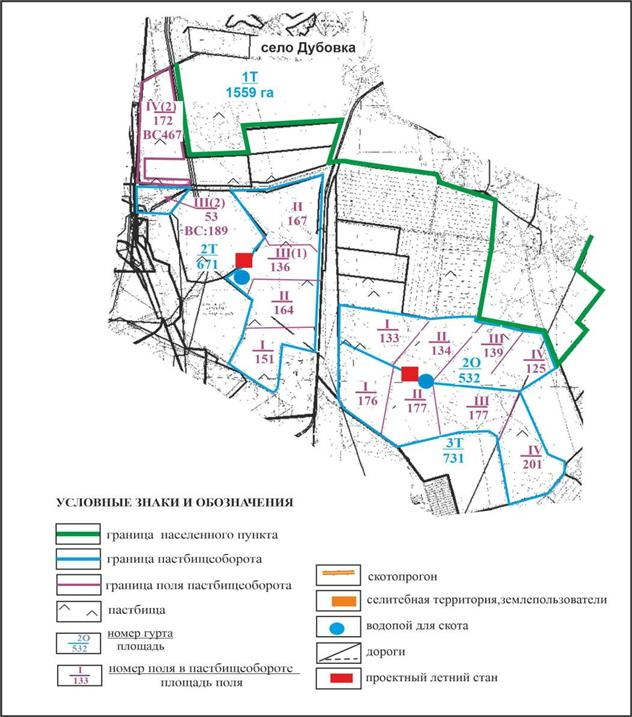 село Дубовка
1Т
1559 га
IV(2)
172
ВС467
III(2)
53
ВС:189
2Т
671
II
167
III(1)
136
II
164
I
151
I
133
II
134
III
139
IV
125
2О
532
I
176
II
177
III
177
3Т
731
IV
201
УСЛОВНЫЕ ЗНАКИ И ОБОЗНАЧЕНИЯ
граница населенного пункта
граница пастбищеоборота
граница поля пастбищеоборота
пастбища
2О
532
номер гурта
площадь
I
133
номер поля в пастбищеобороте
площадь поля
скотопрогон
селитебная территория,землепользователи
водопой для скота
дороги
проектный летний стан